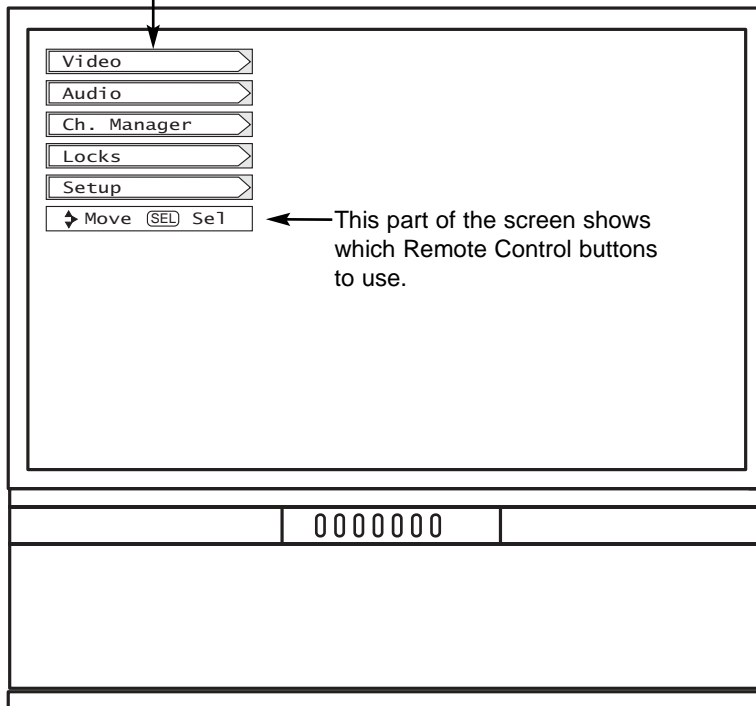 Video
Audio
Ch. Manager
Locks
Setup
Move SEL Sel
This part of the screen shows
which Remote Control buttons
to use.